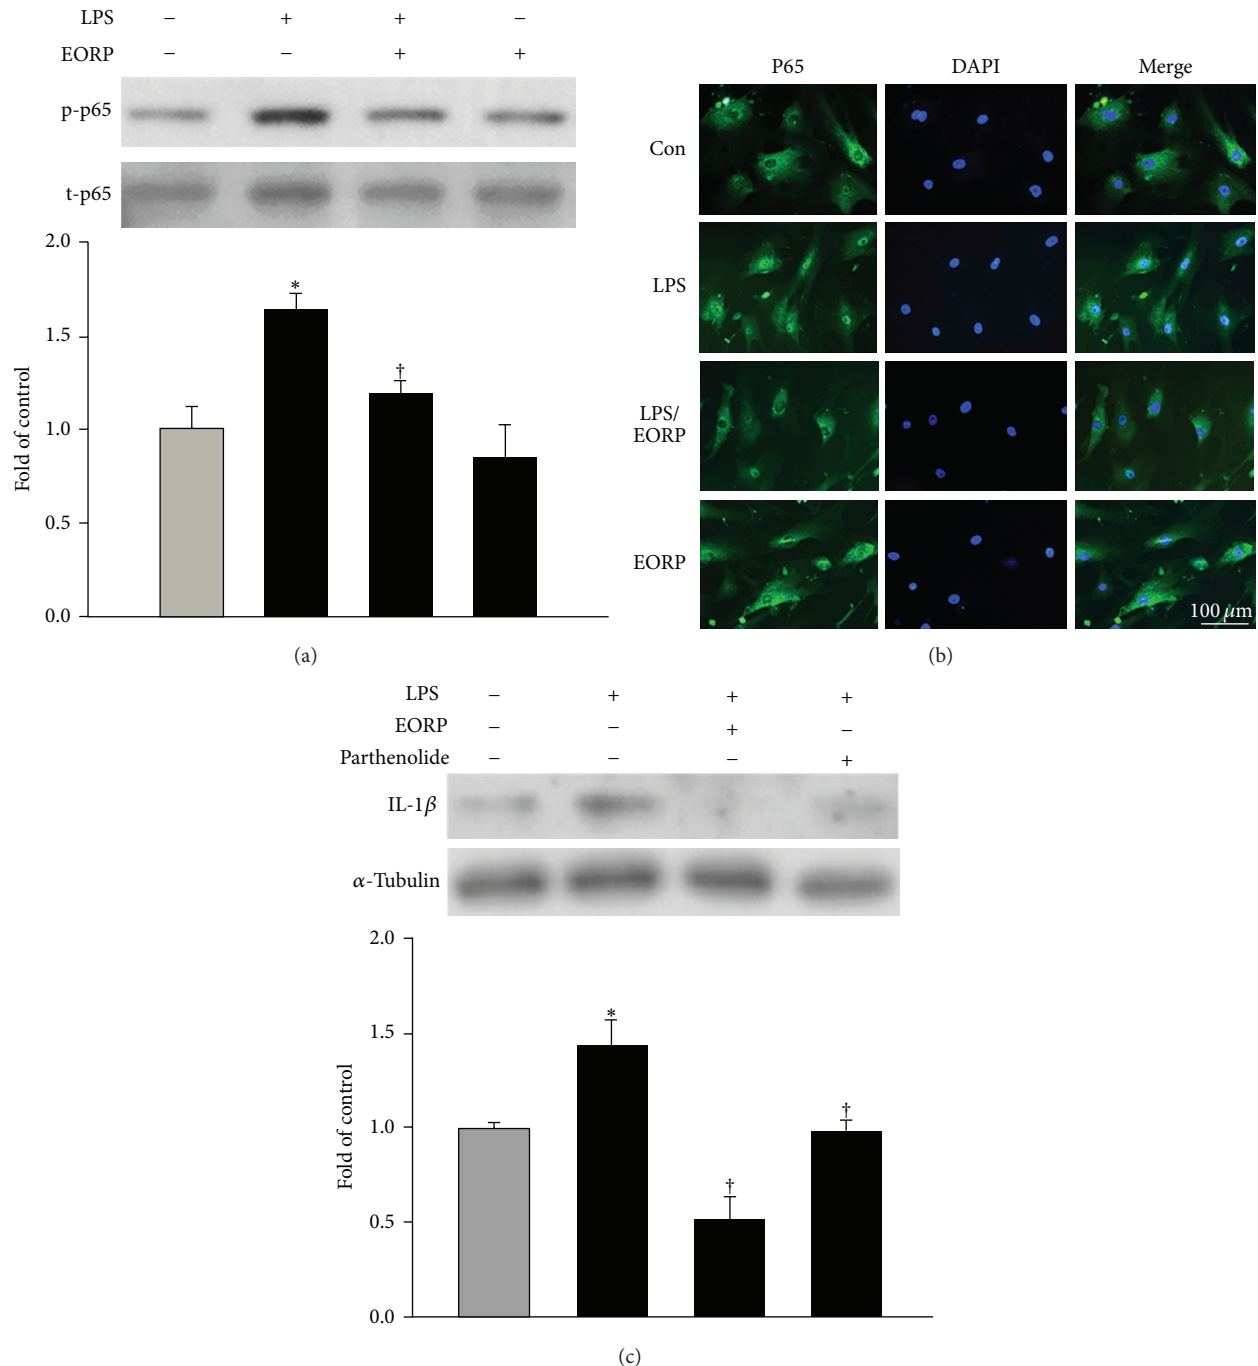 LPS − + + −
EORP − − + +
p-p65
t-p65
2.0
1.5
1.0
0.5
0.0
Fold of control
*
†
(a)
P65 DAPI Merge
Con
LPS
LPS/
EORP
EORP
100 μm
(b)
LPS − + + +
EORP − − + −
Parthenolide − − − +
IL-1β
α-Tubulin
2.0
1.5
1.0
0.5
0.0
Fold of control
*
†
†
(c)